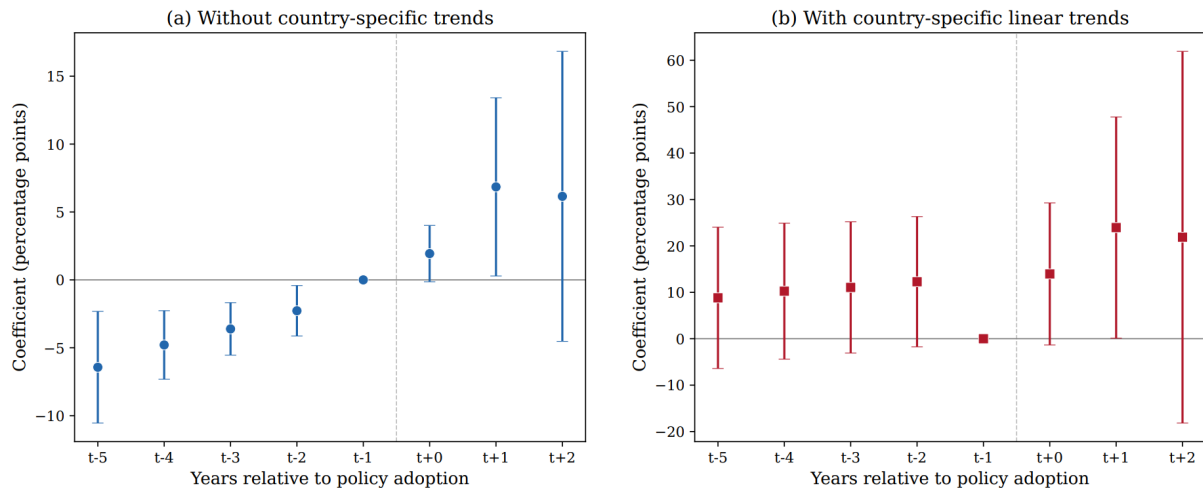 (a) Without country-specific trends
Coefficient (percentage points)
15
10
5
0
−5
−10
t-5 t-4 t-3 t-2 t-1 t+0 t+1 t+2
Years relative to policy adoption
(b) With country-specific linear trends
Coefficient (percentage points)
60
50
40
30
20
10
0
−10
−20
t-5 t-4 t-3 t-2 t-1 t+0 t+1 t+2
Years relative to policy adoption